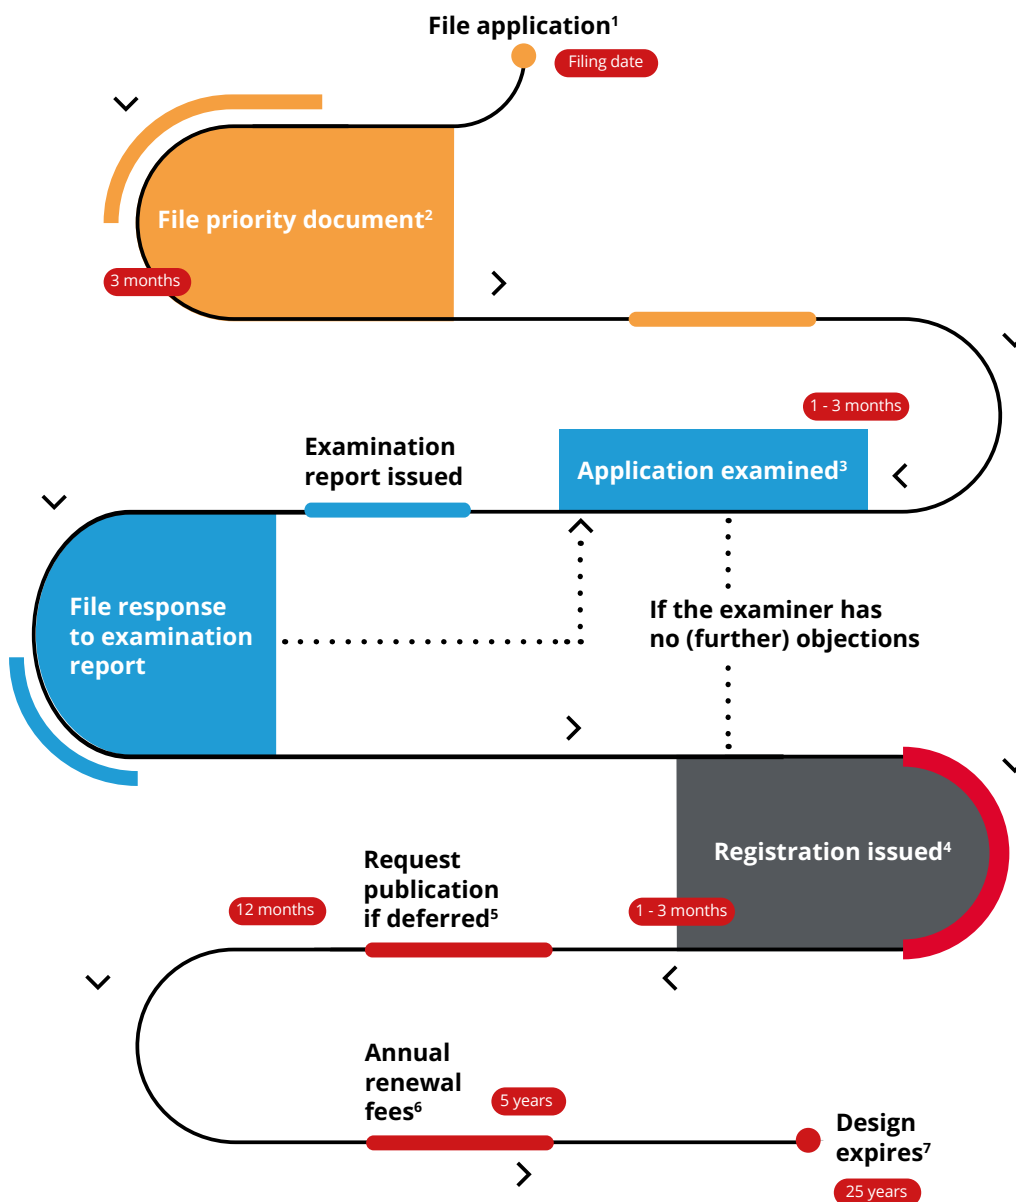 File application¹
Filing date
File priority document²
3 months
1 - 3 months
Examination
report issued
Application examined³
File response
to examination
report
If the examiner has
no (further) objections
Registration issued⁴
Request
publication
if deferred⁵
12 months
1 - 3 months
Annual
renewal
fees⁶
5 years
Design
expires⁷
25 years